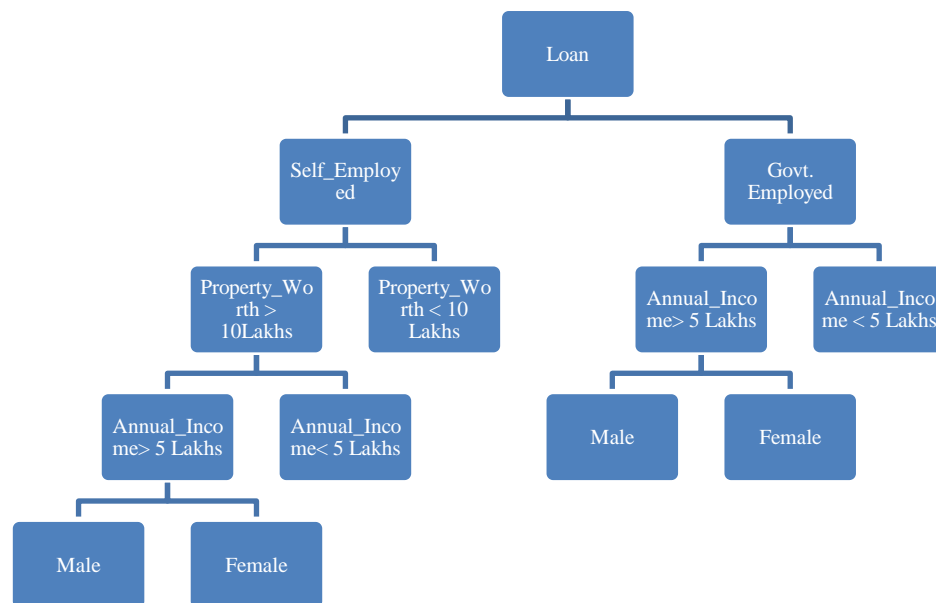 Loan
Self_Employ
ed
Govt.
Employed
Property_Wo
rth >
10Lakhs
Property_Wo
rth < 10
Lakhs
Annual_Inco
me> 5 Lakhs
Annual_Inco
me < 5 Lakhs
Annual_Inco
me> 5 Lakhs
Annual_Inco
me< 5 Lakhs
Male
Female
Male
Female